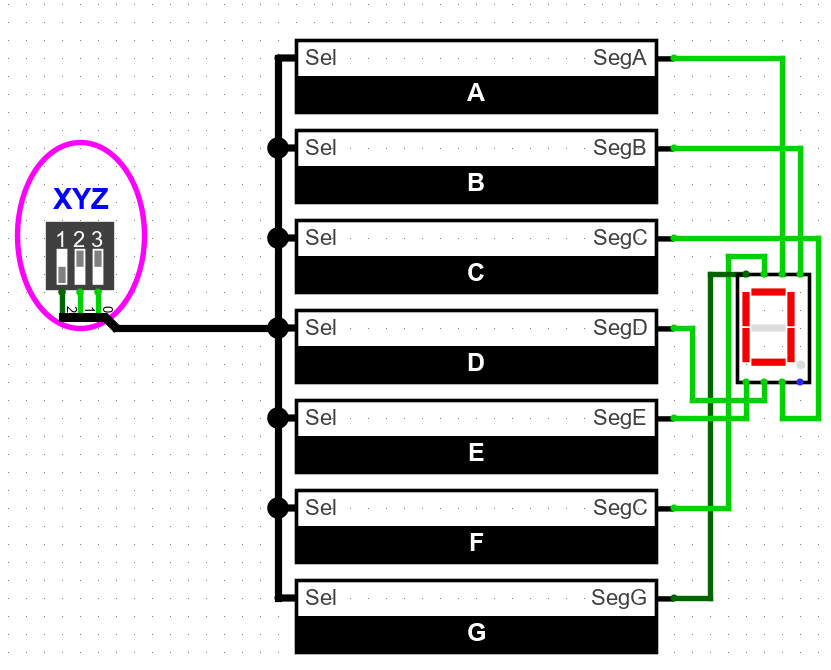 XYZ
1 2 3
2 1 0
Sel SegA
A
Sel SegB
B
Sel SegC
C
Sel SegD
D
Sel SegE
E
Sel SegC
F
Sel SegG
G